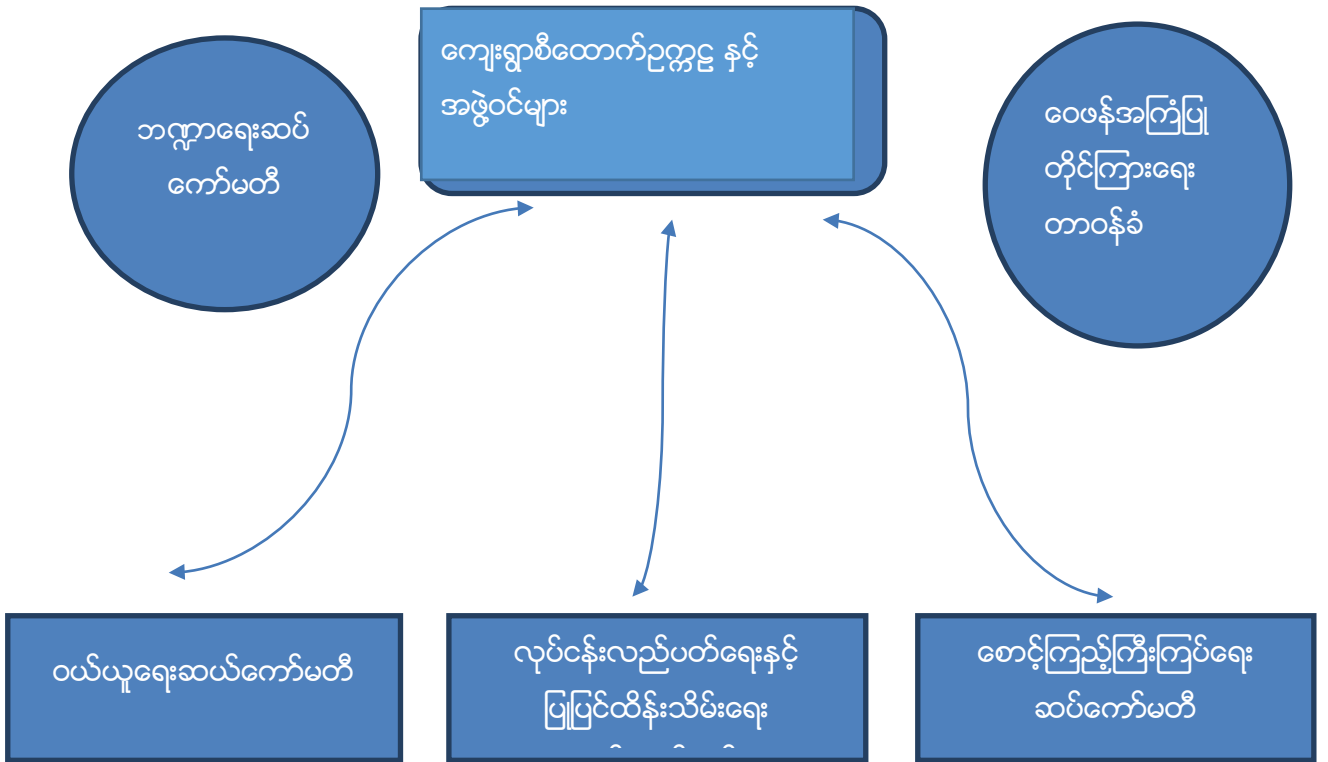 ကျေးရွာစီထောက်ဥက္ကဋ္ဌ နှင့်
အဖွဲ့ဝင်များ
ဘဏ္ဍာရေးဆပ်
ကော်မတီ
ဝေဖန်အကြံပြု
တိုင်ကြားရေး
တာဝန်ခံ
ဝယ်ယူရေးဆယ်ကော်မတီ
လုပ်ငန်းလည်ပတ်ရေးနှင့်
ပြုပြင်ထိန်းသိမ်းရေး
စောင့်ကြည့်ကြီးကြပ်ရေး
ဆပ်ကော်မတီ